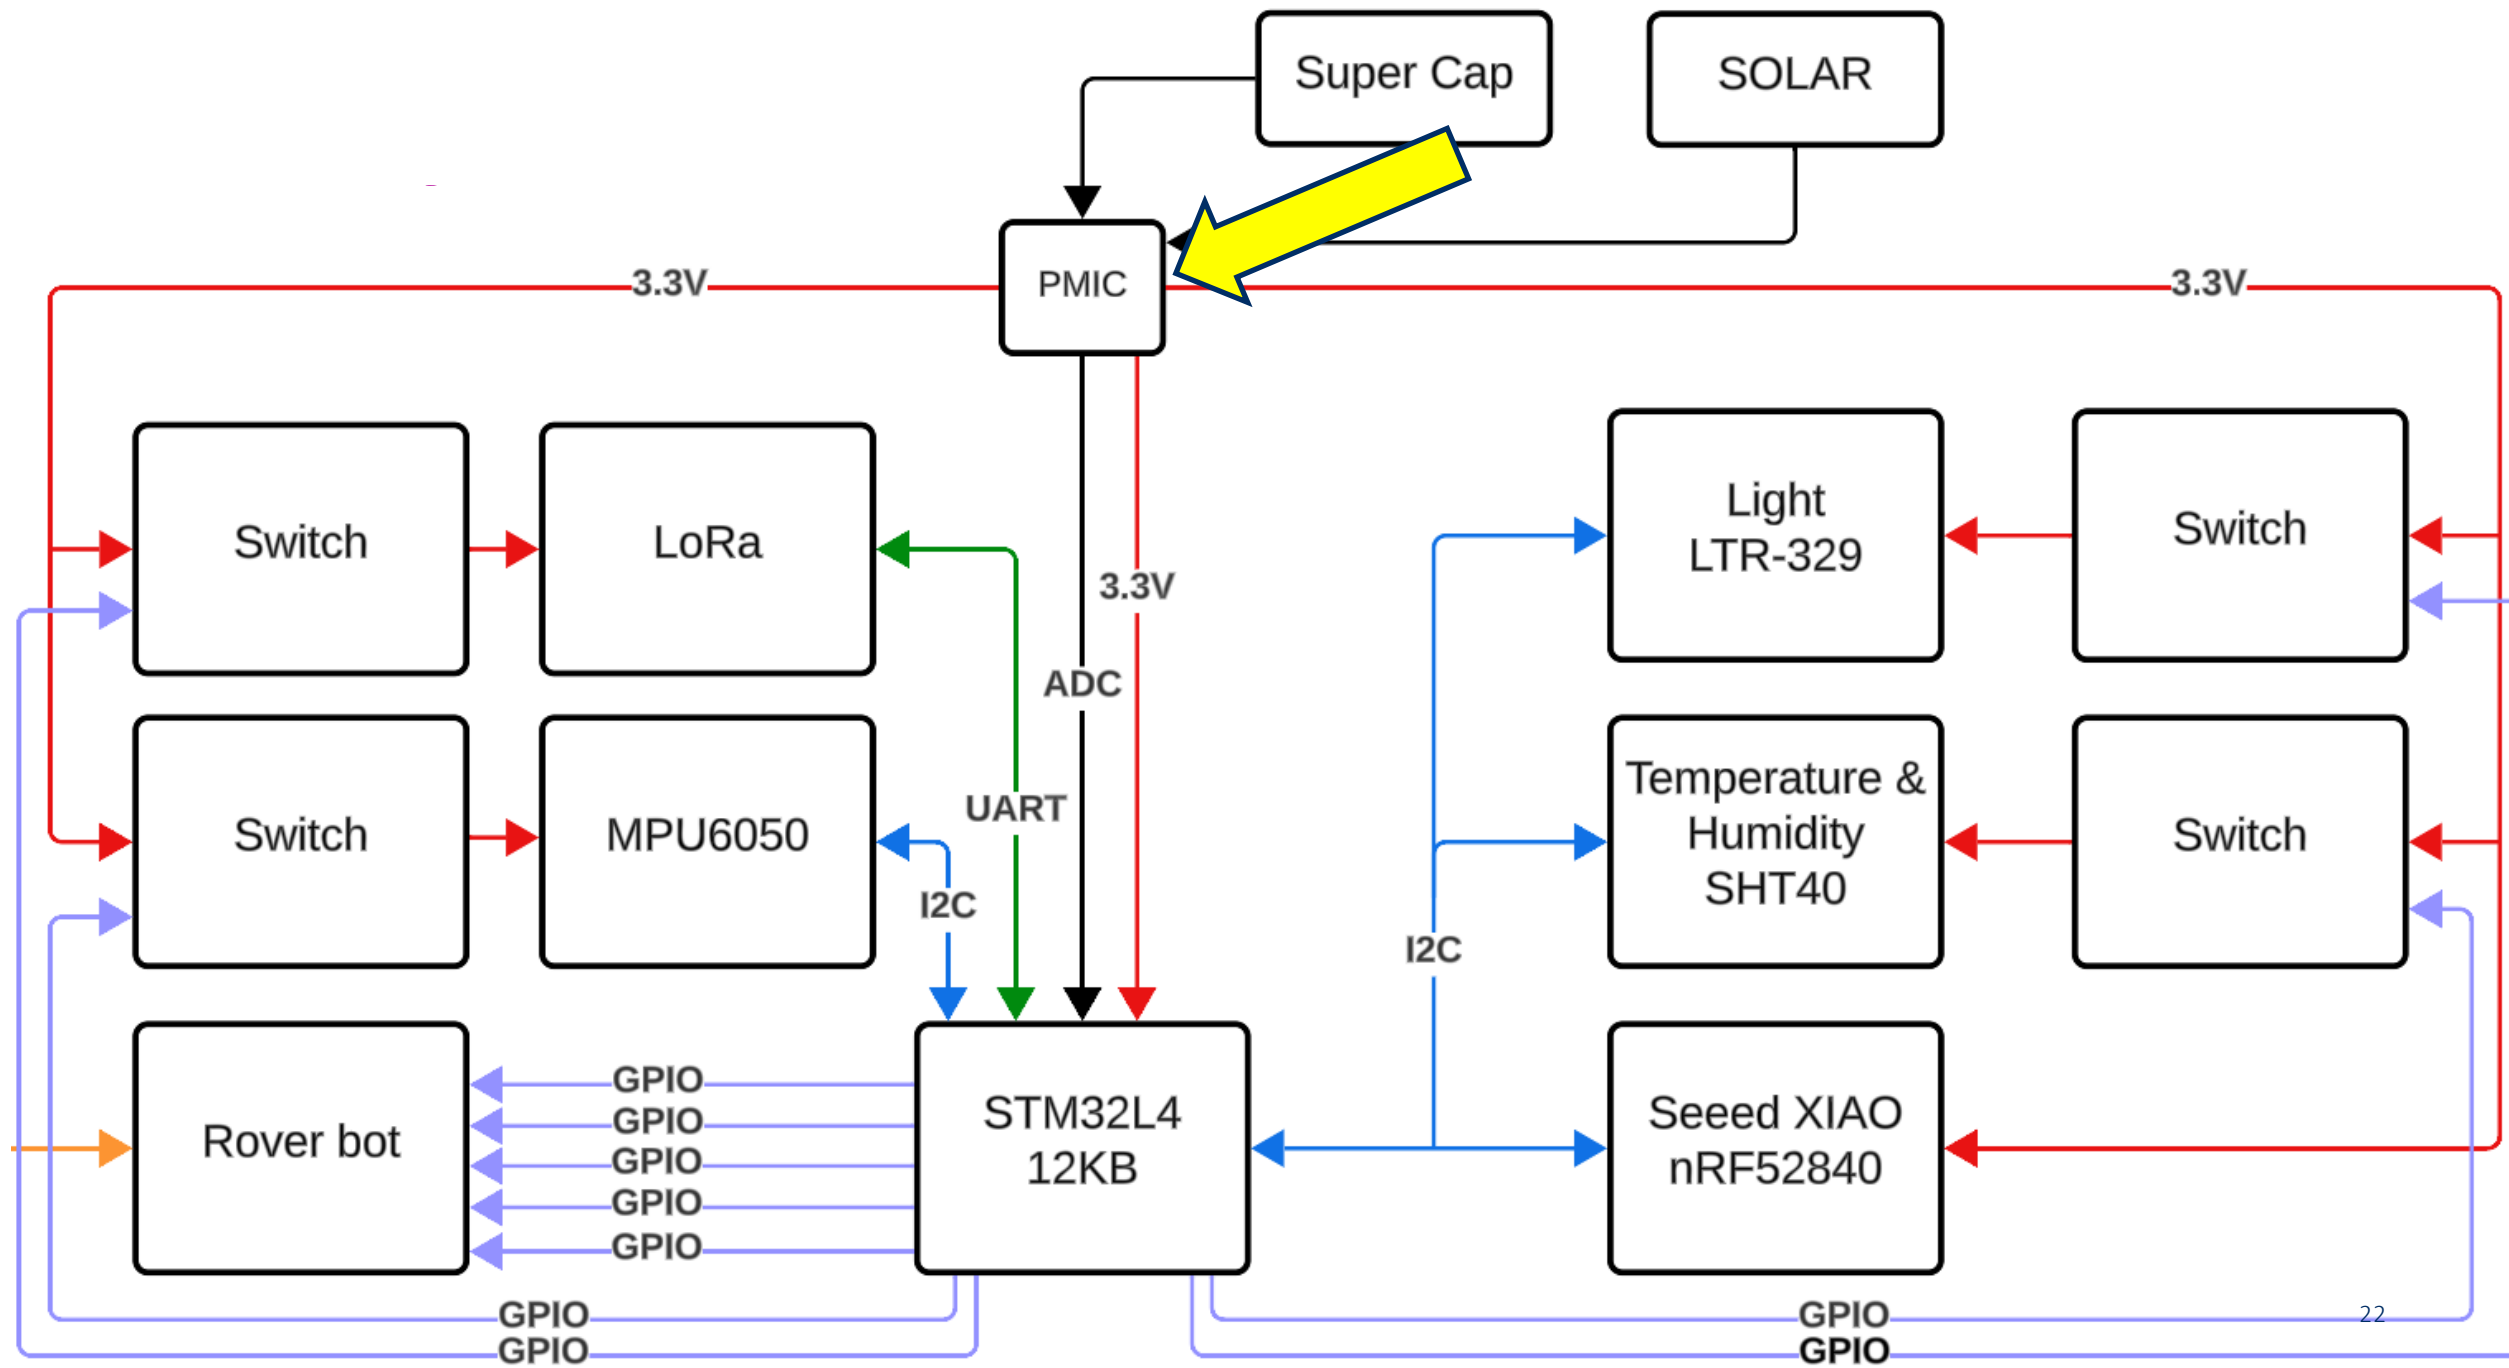 Super Cap
SOLAR
PMIC
3.3V
3.3V
Switch
LoRa
3.3V
ADC
Light
LTR-329
Switch
Switch
MPU6050
UART
I2C
Temperature &
Humidity
SHT40
Switch
I2C
Rover bot
GPIO
GPIO
GPIO
GPIO
GPIO
STM32L4
12KB
Seeed XIAO
nRF52840
GPIO
GPIO
GPIO
GPIO
22